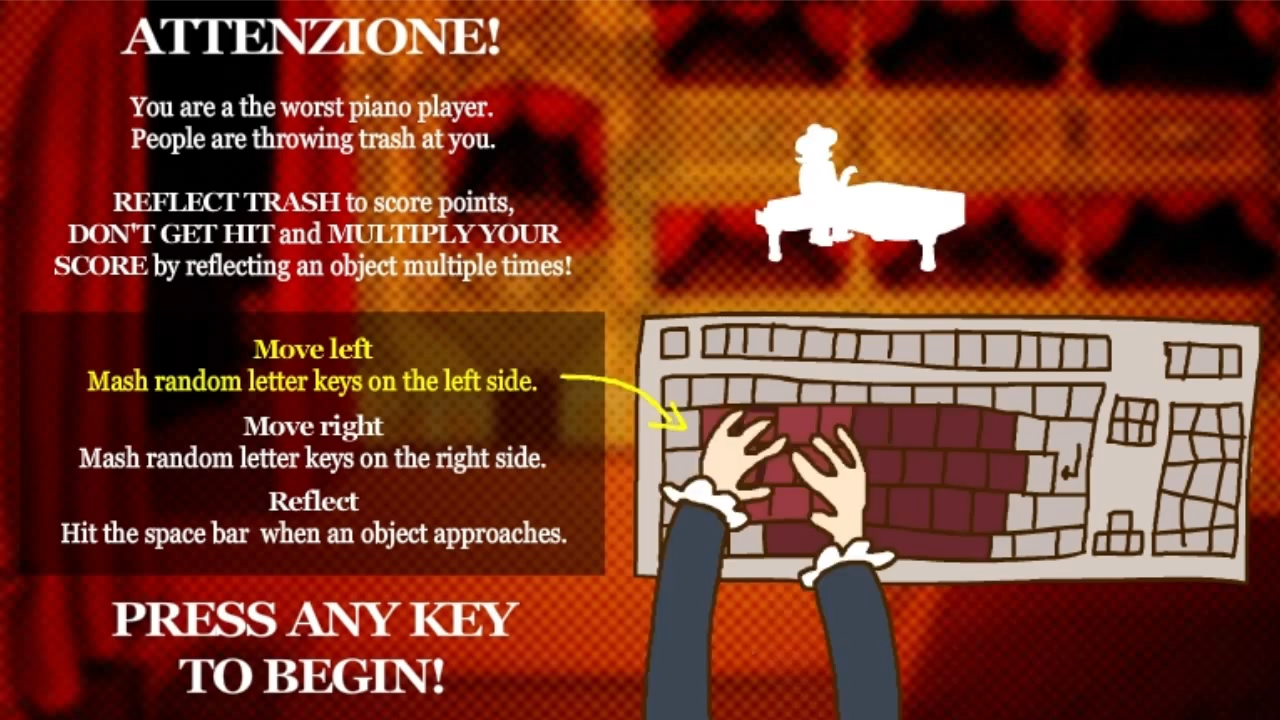 ATTENZIONE!
You are a the worst piano player.
People are throwing trash at you.
REFLECT TRASH to score points,
DON'T GET HIT and MULTIPLY YOUR
SCORE by reflecting an object multiple times!
Move left
Mash random letter keys on the left side.
Move right
Mash random letter keys on the right side.
Reflect
Hit the space bar  when an object approaches.
PRESS ANY KEY
TO BEGIN!